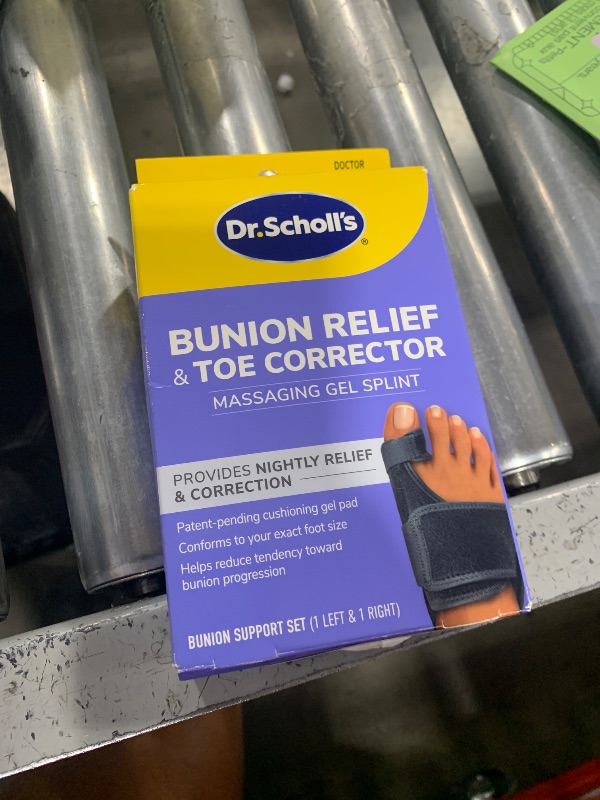 DOCTOR
Dr.Scholl's®
BUNION RELIEF
& TOE CORRECTOR
MASSAGING GEL SPLINT
PROVIDES NIGHTLY RELIEF
& CORRECTION
Patent-pending cushioning gel pad
Conforms to your exact foot size
Helps reduce tendency toward
bunion progression
BUNION SUPPORT SET (1 LEFT & 1 RIGHT)